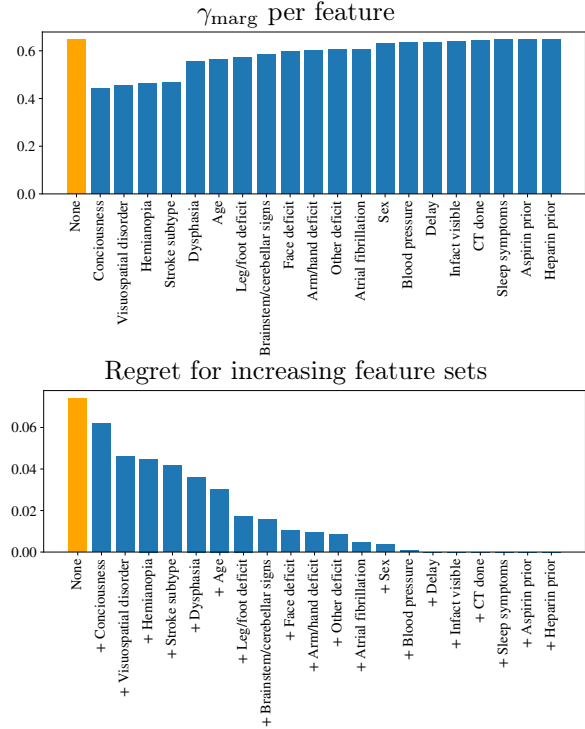 γmarg per feature
0.6
0.4
0.2
0.0
None
Conciousness
Visuospatial disorder
Hemianopia
Stroke subtype
Dysphasia
Age
Leg/foot deficit
Brainstem/cerebellar signs
Face deficit
Arm/hand deficit
Other deficit
Atrial fibrillation
Sex
Blood pressure
Delay
Infact visible
CT done
Sleep symptoms
Aspirin prior
Heparin prior
Regret for increasing feature sets
0.06
0.04
0.02
0.00
None
+ Conciousness
+ Visuospatial disorder
+ Hemianopia
+ Stroke subtype
+ Dysphasia
+ Age
+ Leg/foot deficit
+ Brainstem/cerebellar signs
+ Face deficit
+ Arm/hand deficit
+ Other deficit
+ Atrial fibrillation
+ Sex
+ Blood pressure
+ Delay
+ Infact visible
+ CT done
+ Sleep symptoms
+ Aspirin prior
+ Heparin prior